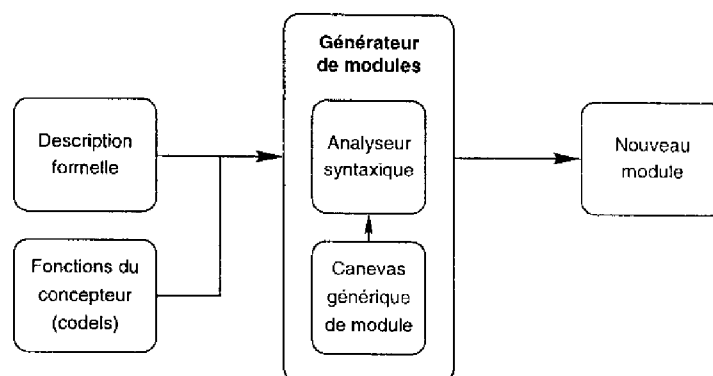 Générateur
de modules
Description
formelle
Analyseur
syntaxique
Nouveau
module
Fonctions du
concepteur
(codels)
Canevas
générique
de module